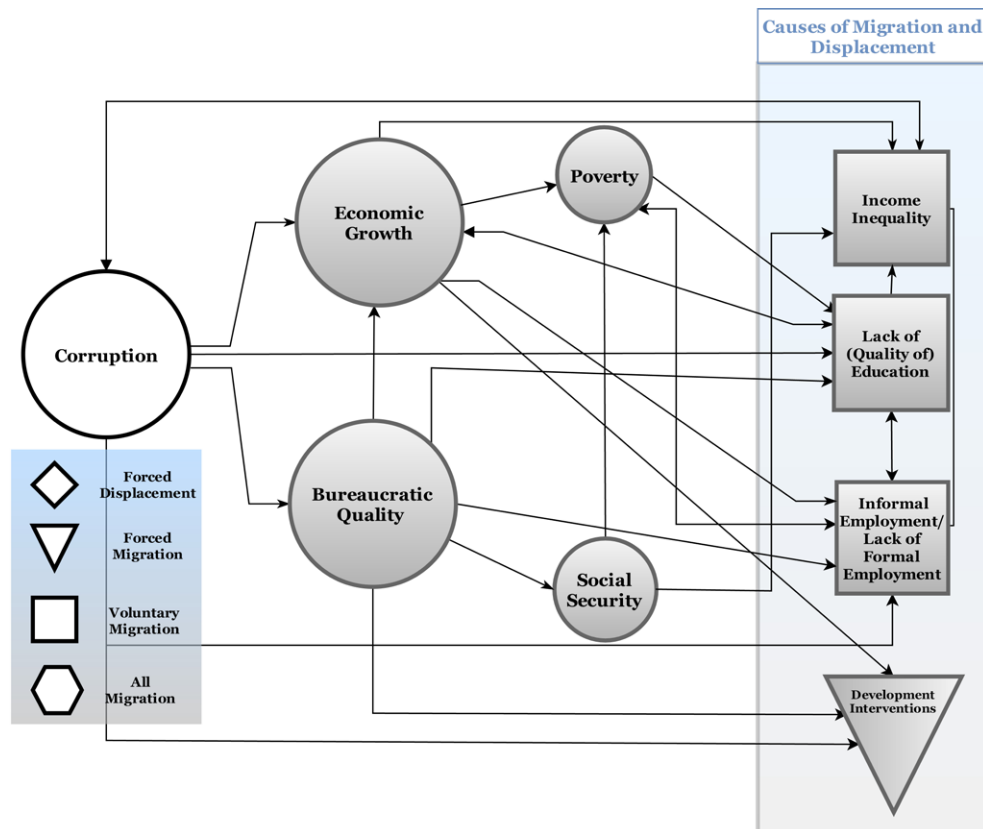 Causes of Migration and
Displacement
Poverty
Economic
Growth
Income
Inequality
Corruption
Lack of
(Quality of)
Education
Bureaucratic
Quality
Informal
Employment/
Lack of
Formal
Employment
Social
Security
Development
Interventions
Forced
Displacement
Forced
Migration
Voluntary
Migration
All
Migration